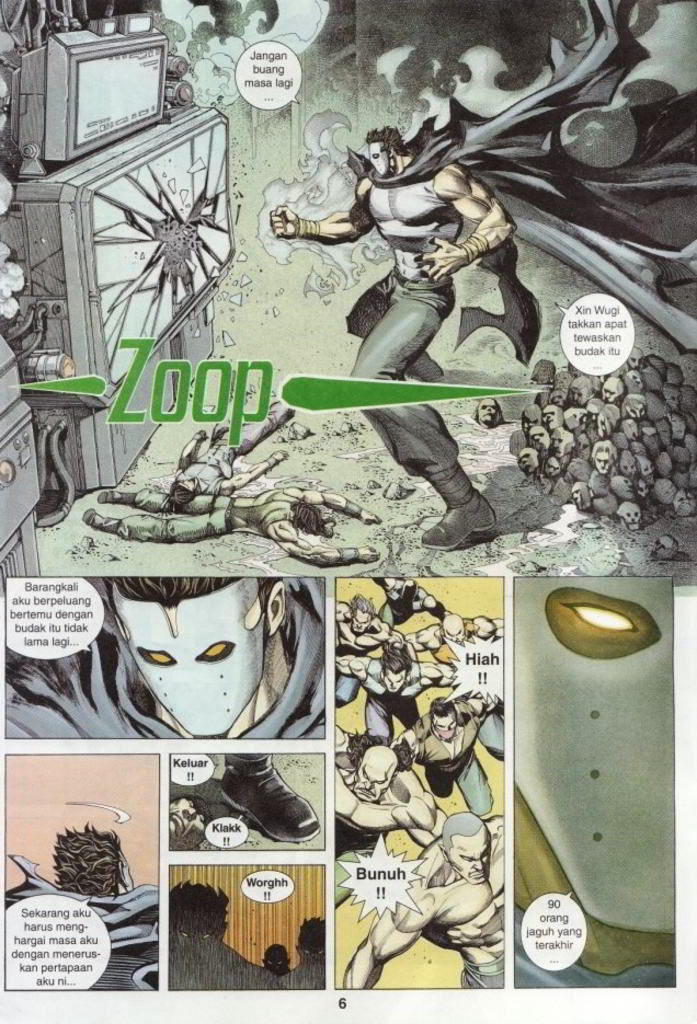 Jangan
buang
masa lagi
...
Xin Wugi
takkan apat
tewaskan
budak itu
...
Zoop
Barangkali
aku berpeluang
bertemu dengan
budak itu tidak
lama lagi...
Sekarang aku
harus meng-
hargai masa aku
dengan menerus-
kan pertapaan
aku ni...
Keluar
!!
Klakk
!!
Worghh
!!
Hiah
!!
Bunuh
!!
90
orang
jaguh yang
terakhir
...
6